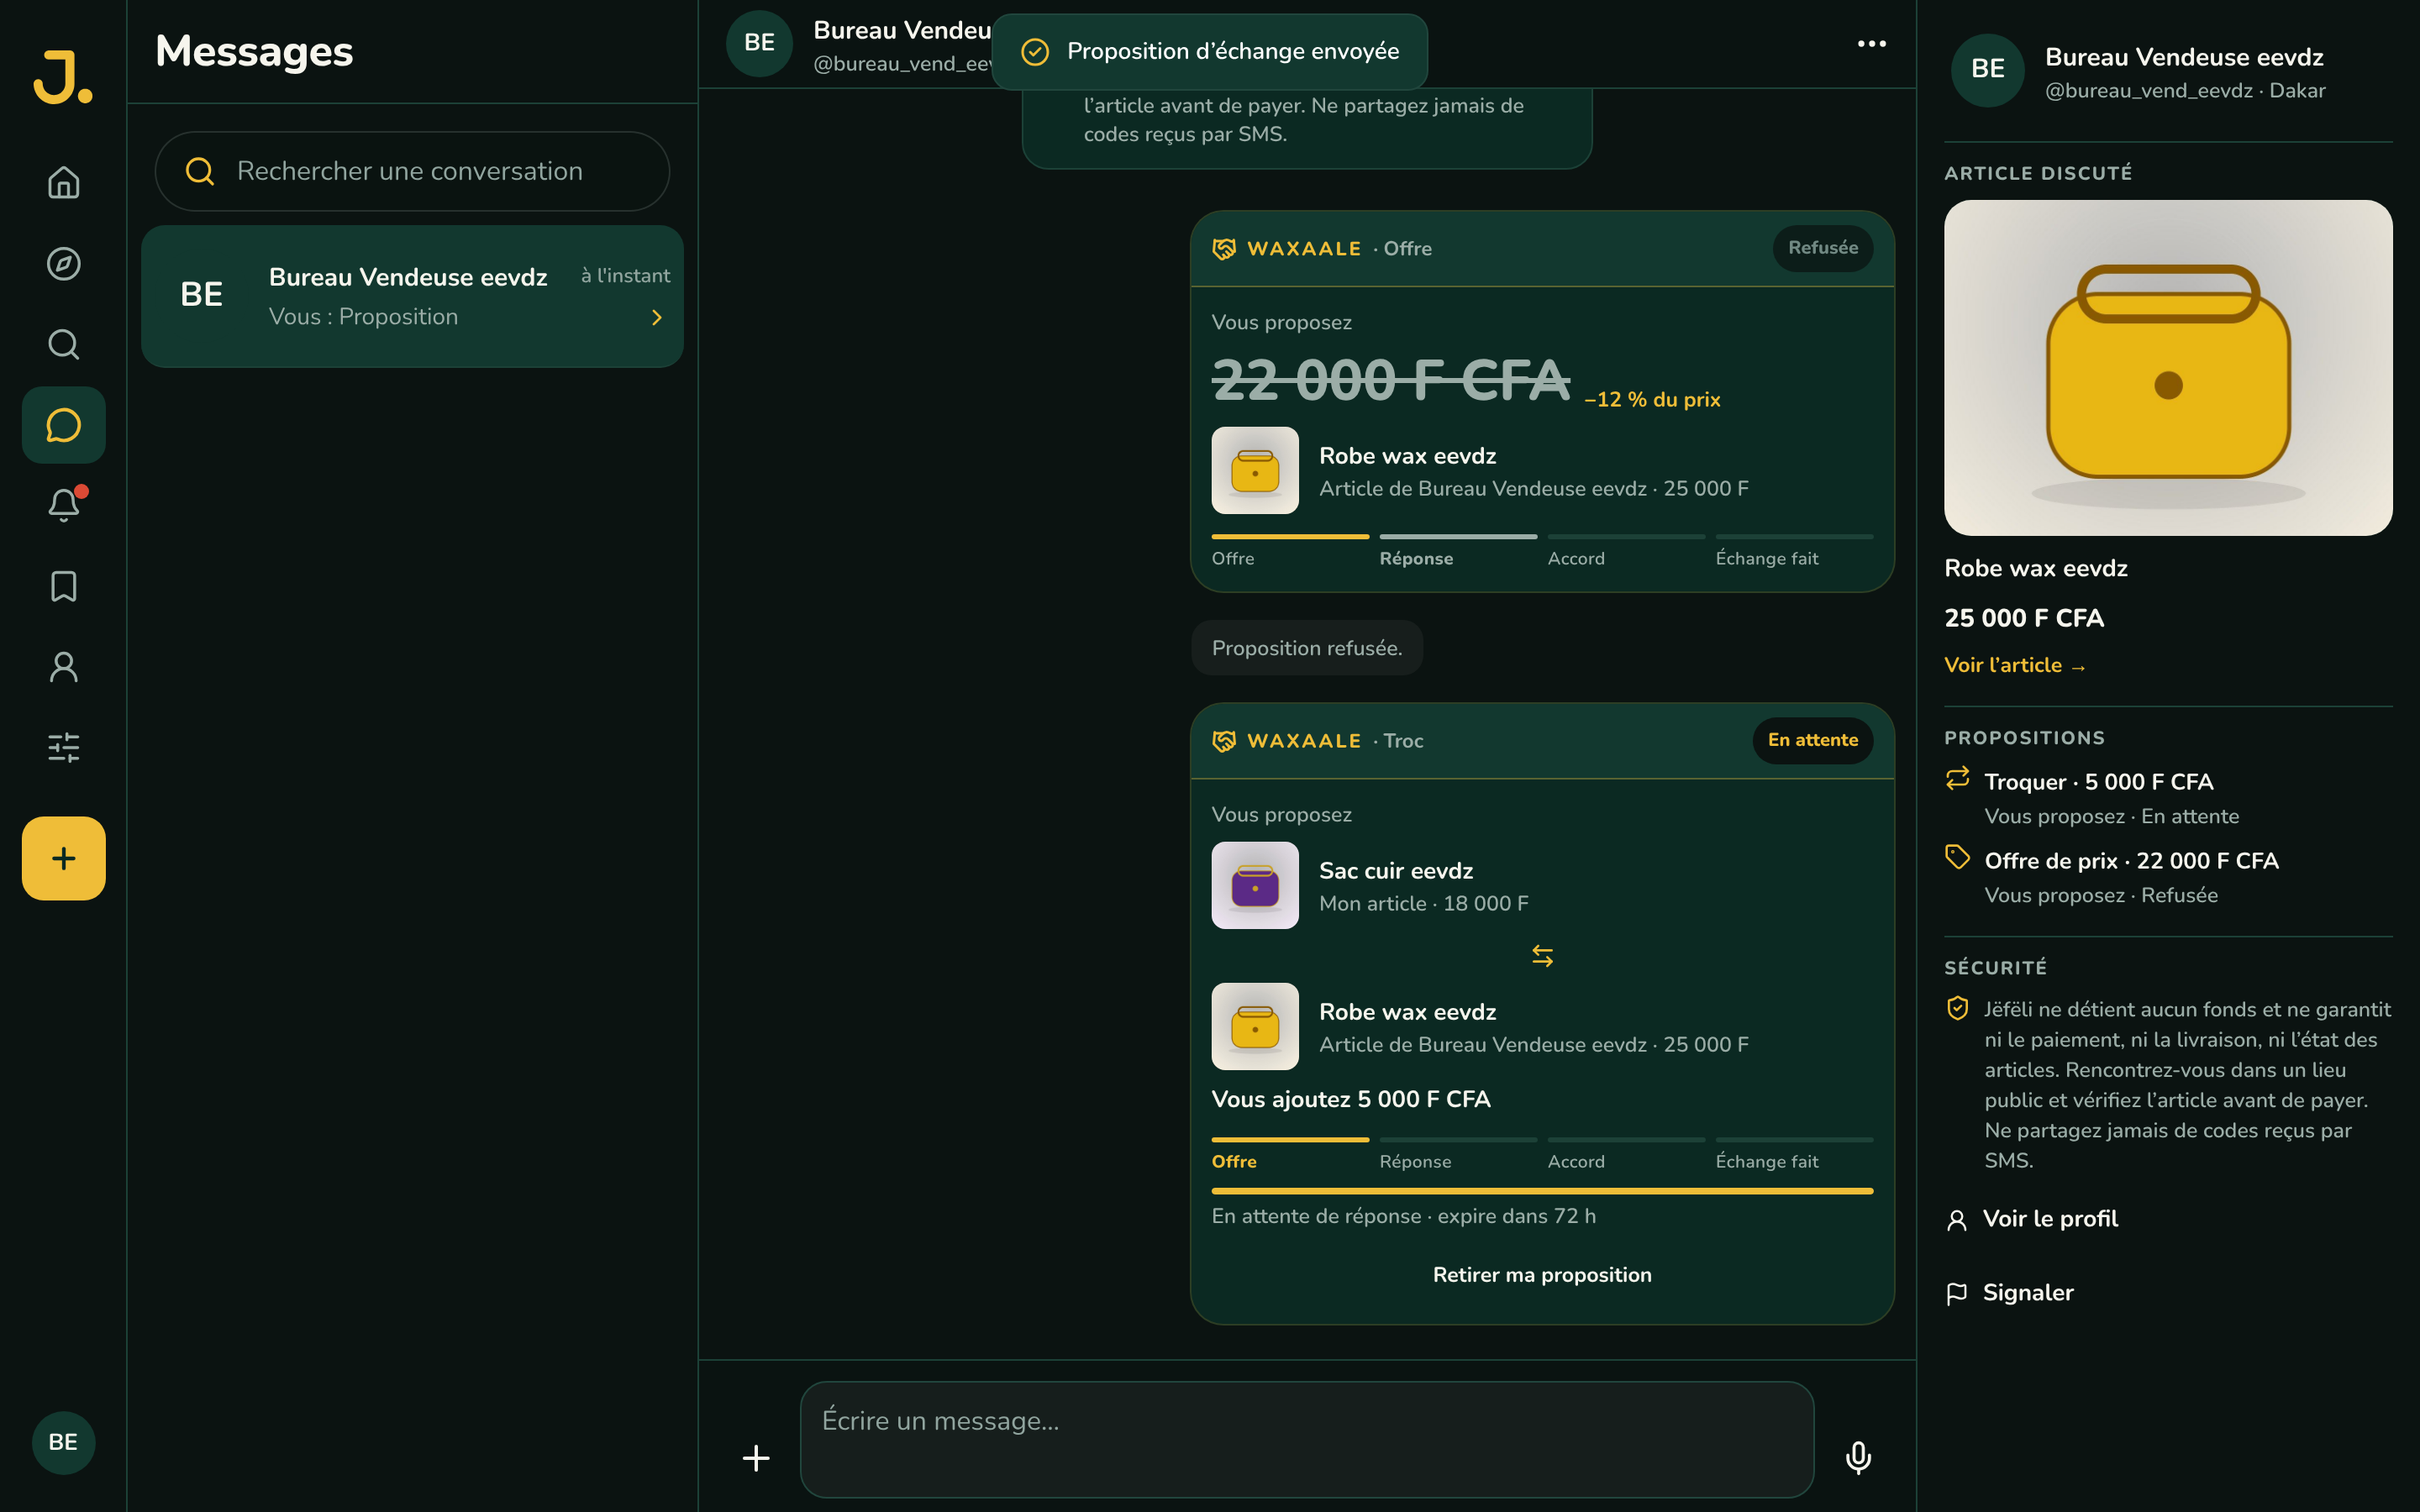 J.
Messages
Rechercher une conversation
BE
Bureau Vendeuse eevdz
à l'instant
Vous : Proposition
BE
BE
Bureau Vendeu
@bureau_vend_eev
Proposition d’échange envoyée
l’article avant de payer. Ne partagez jamais de
codes reçus par SMS.
WAXAALE · Offre
Refusée
Vous proposez
22 000 F CFA
−12 % du prix
Robe wax eevdz
Article de Bureau Vendeuse eevdz · 25 000 F
Offre
Réponse
Accord
Échange fait
Proposition refusée.
WAXAALE · Troc
En attente
Vous proposez
Sac cuir eevdz
Mon article · 18 000 F
Robe wax eevdz
Article de Bureau Vendeuse eevdz · 25 000 F
Vous ajoutez 5 000 F CFA
Offre
Réponse
Accord
Échange fait
En attente de réponse · expire dans 72 h
Retirer ma proposition
Écrire un message…
BE
Bureau Vendeuse eevdz
@bureau_vend_eevdz · Dakar
ARTICLE DISCUTÉ
Robe wax eevdz
25 000 F CFA
Voir l’article →
PROPOSITIONS
Troquer · 5 000 F CFA
Vous proposez · En attente
Offre de prix · 22 000 F CFA
Vous proposez · Refusée
SÉCURITÉ
Jëfëli ne détient aucun fonds et ne garantit
ni le paiement, ni la livraison, ni l’état des
articles. Rencontrez-vous dans un lieu
public et vérifiez l’article avant de payer.
Ne partagez jamais de codes reçus par
SMS.
Voir le profil
Signaler